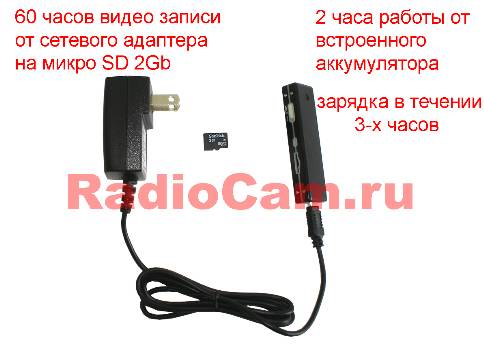 60 часов видео записи
от сетевого адаптера
на микро SD 2Gb
2 часа работы от
встроенного
аккумулятора
зарядка в течении
3-х часов
RadioCam.ru